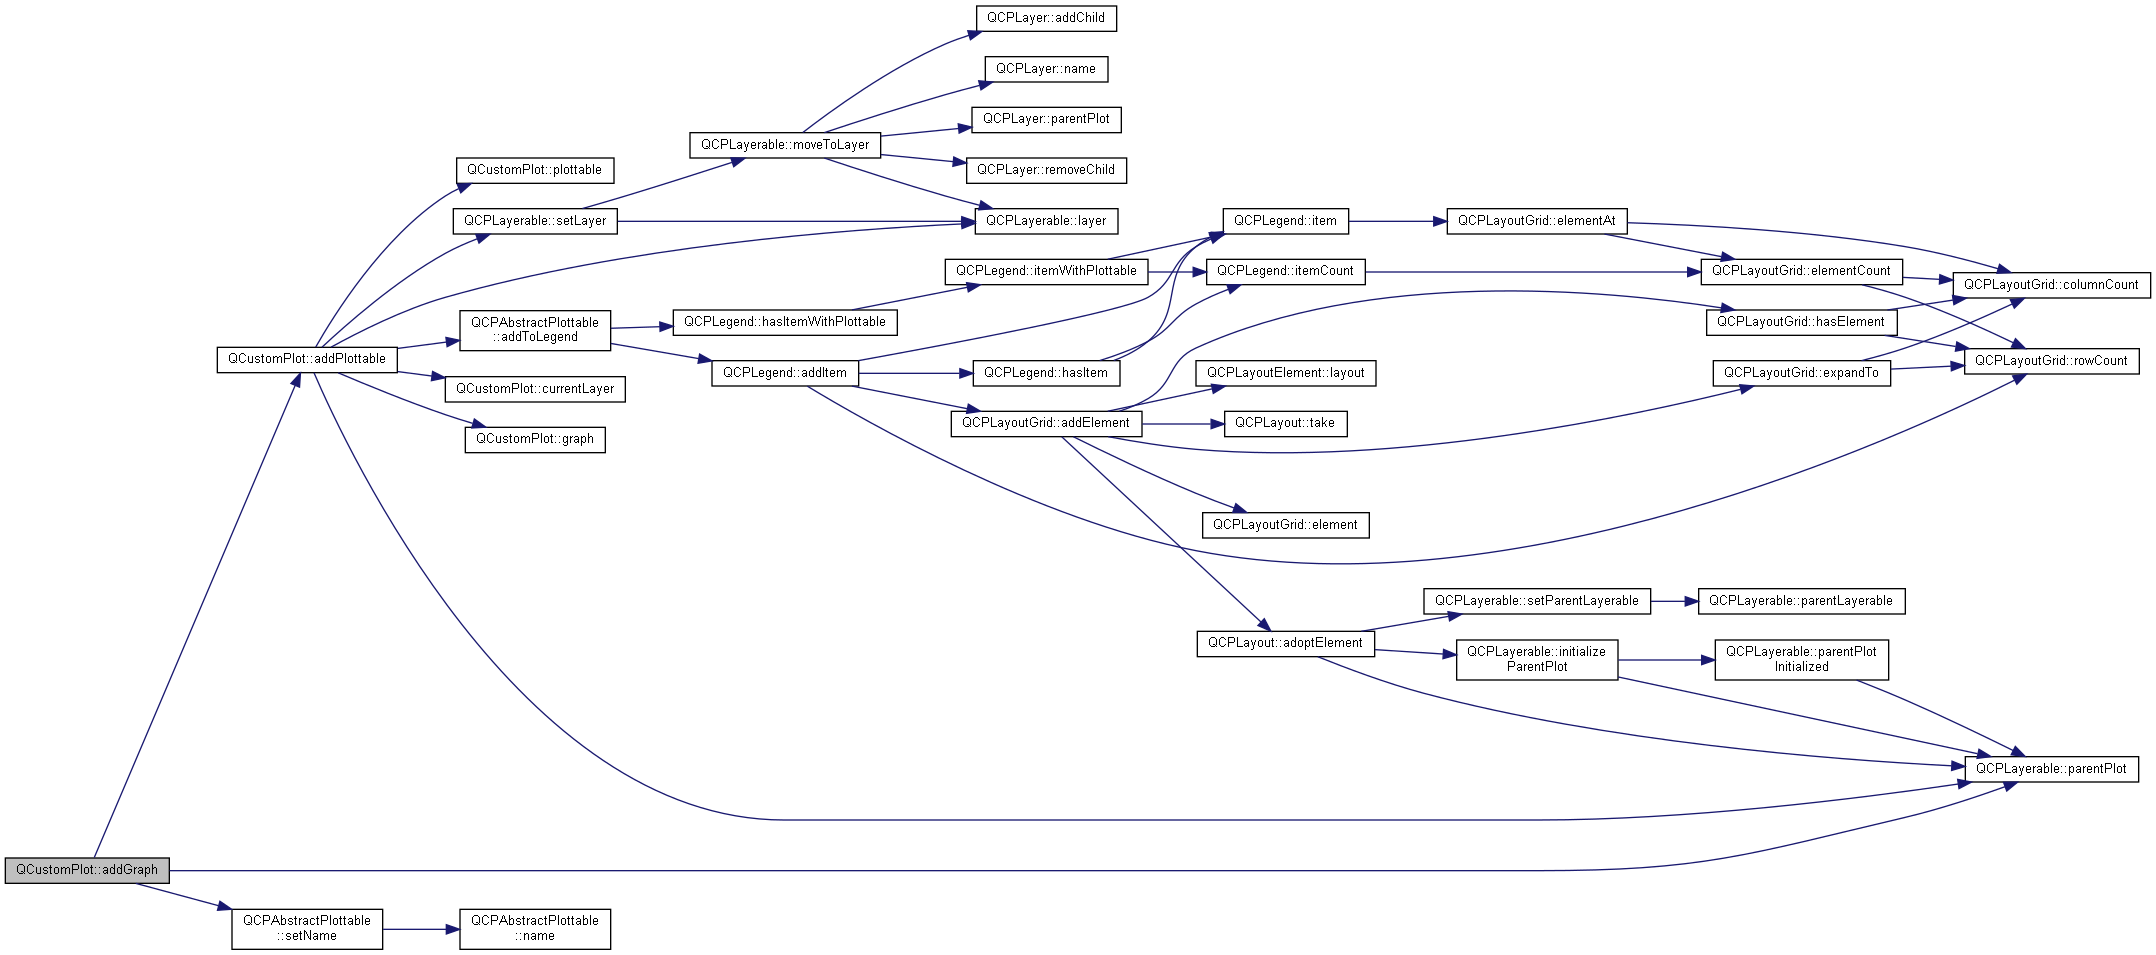 QCPLayer::addChild
QCPLayer::name
QCPLayer::parentPlot
QCPLayerable::moveToLayer
QCustomPlot::plottable
QCPLayer::removeChild
QCPLayerable::setLayer
QCPLayerable::layer
QCPLegend::item
QCPLayoutGrid::elementAt
QCPLegend::itemWithPlottable
QCPLegend::itemCount
QCPLayoutGrid::elementCount
QCPLayoutGrid::columnCount
QCPAbstractPlottable
::addToLegend
QCPLegend::hasItemWithPlottable
QCPLayoutGrid::hasElement
QCustomPlot::addPlottable
QCPLayoutGrid::rowCount
QCPLegend::addItem
QCPLegend::hasItem
QCPLayoutElement::layout
QCPLayoutGrid::expandTo
QCustomPlot::currentLayer
QCPLayoutGrid::addElement
QCPLayout::take
QCustomPlot::graph
QCPLayoutGrid::element
QCPLayerable::setParentLayerable
QCPLayerable::parentLayerable
QCPLayout::adoptElement
QCPLayerable::initialize
ParentPlot
QCPLayerable::parentPlot
Initialized
QCPLayerable::parentPlot
QCustomPlot::addGraph
QCPAbstractPlottable
::setName
QCPAbstractPlottable
::name